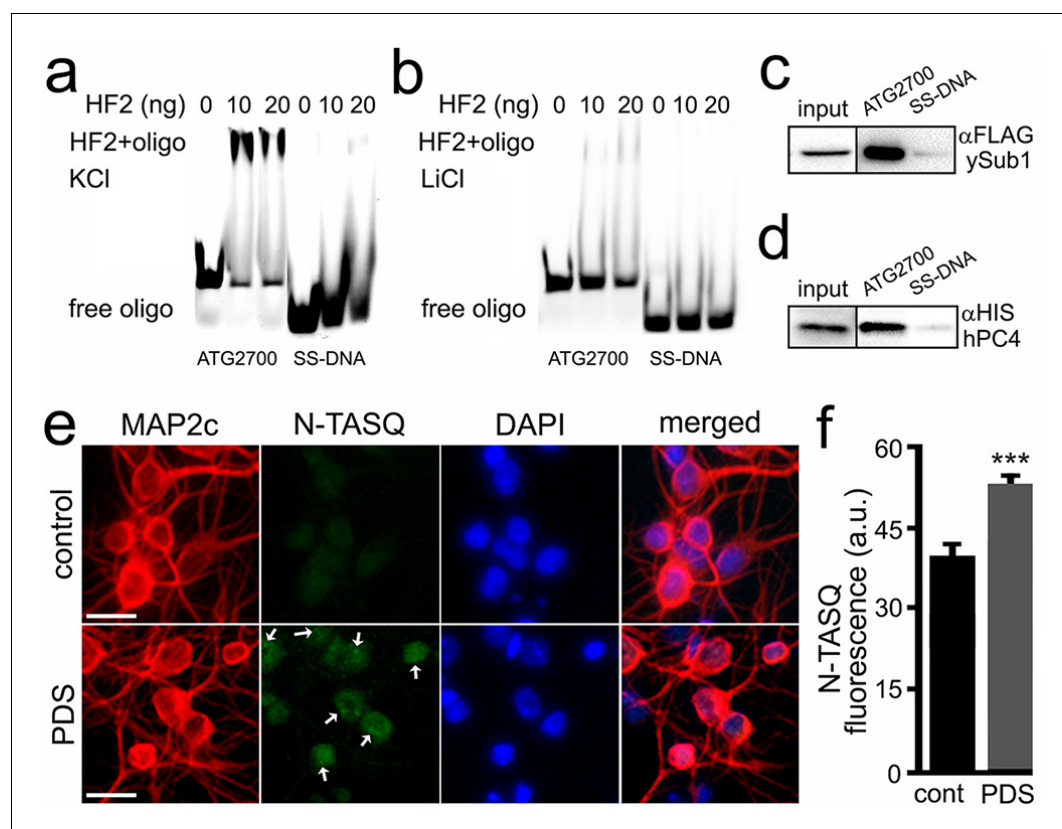 a
HF2 (ng) 0 10 20 0 10 20
HF2+oligo
KCl
free oligo
ATG2700 SS-DNA
b
HF2 (ng) 0 10 20 0 10 20
HF2+oligo
LiCl
free oligo
ATG2700 SS-DNA
c
input ATG2700 SS-DNA
αFLAG
ySub1
d
input ATG2700 SS-DNA
αHIS
hPC4
e
MAP2c N-TASQ DAPI merged
control
PDS
f
N-TASQ
fluorescence (a.u.)
60
45
30
15
0
***
cont PDS